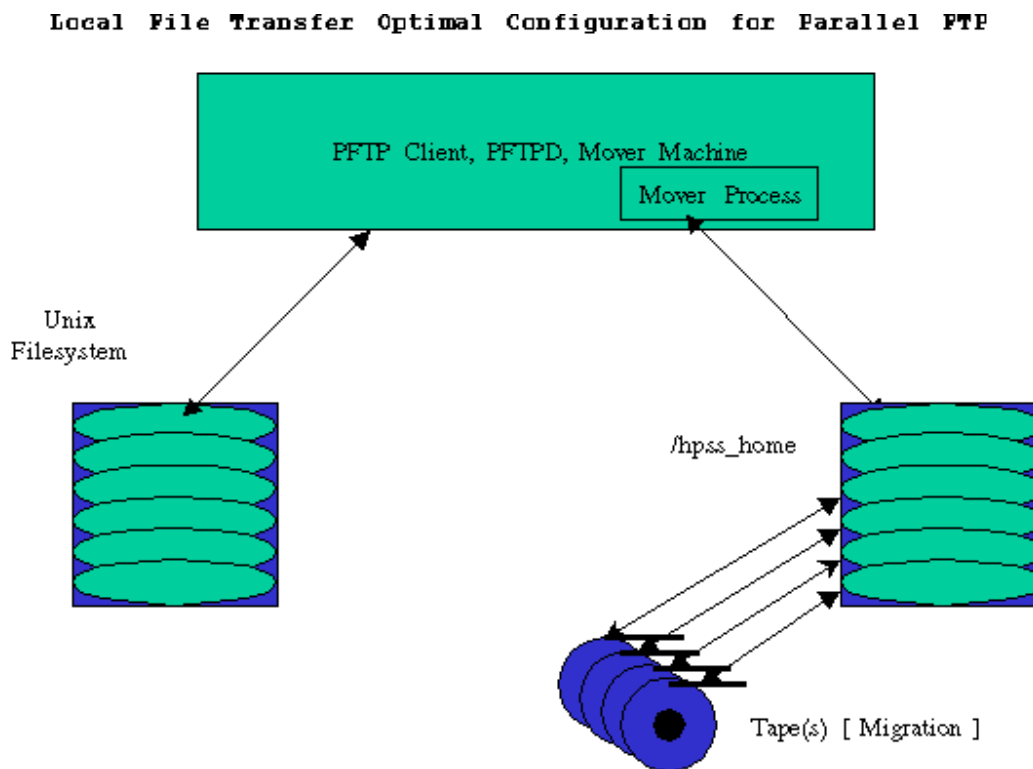 Local File Transfer Optimal Configuration for Parallel FTP
PFTP Client, PFTPD, Mover Machine
Mover Process
Unix
Filesystem
/hpss_home
Tape(s) [ Migration ]